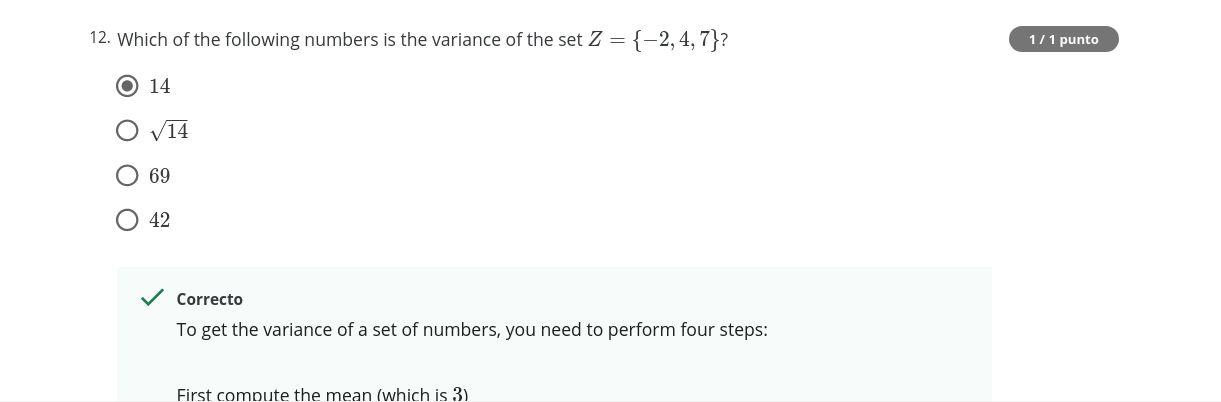 12. Which of the following numbers is the variance of the set Z = {−2, 4, 7}?
1 / 1 punto
14
√14
69
42
Correcto
To get the variance of a set of numbers, you need to perform four steps:
First compute the mean (which is 3)